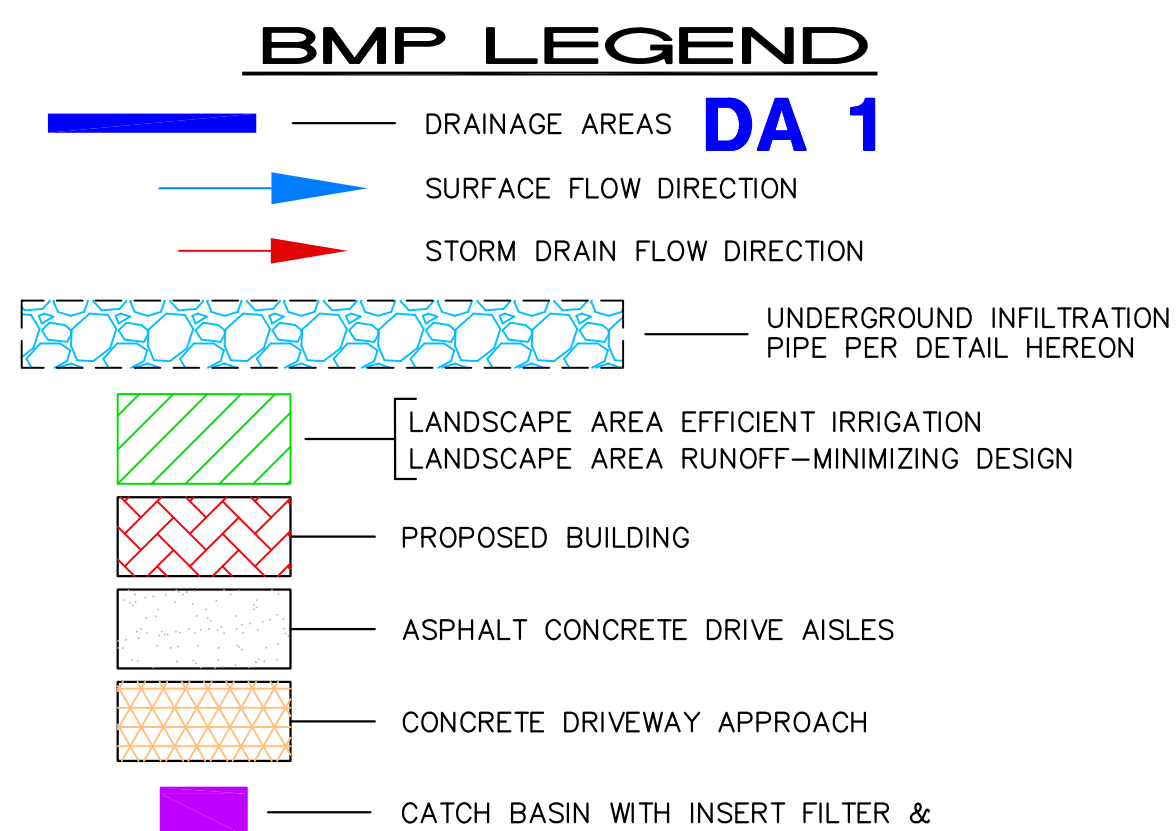 BMP LEGEND
DRAINAGE AREAS DA 1
SURFACE FLOW DIRECTION
STORM DRAIN FLOW DIRECTION
UNDERGROUND INFILTRATION
PIPE PER DETAIL HEREON
LANDSCAPE AREA EFFICIENT IRRIGATION
LANDSCAPE AREA RUNOFF-MINIMIZING DESIGN
PROPOSED BUILDING
ASPHALT CONCRETE DRIVE AISLES
CONCRETE DRIVEWAY APPROACH
CATCH BASIN WITH INSERT FILTER &